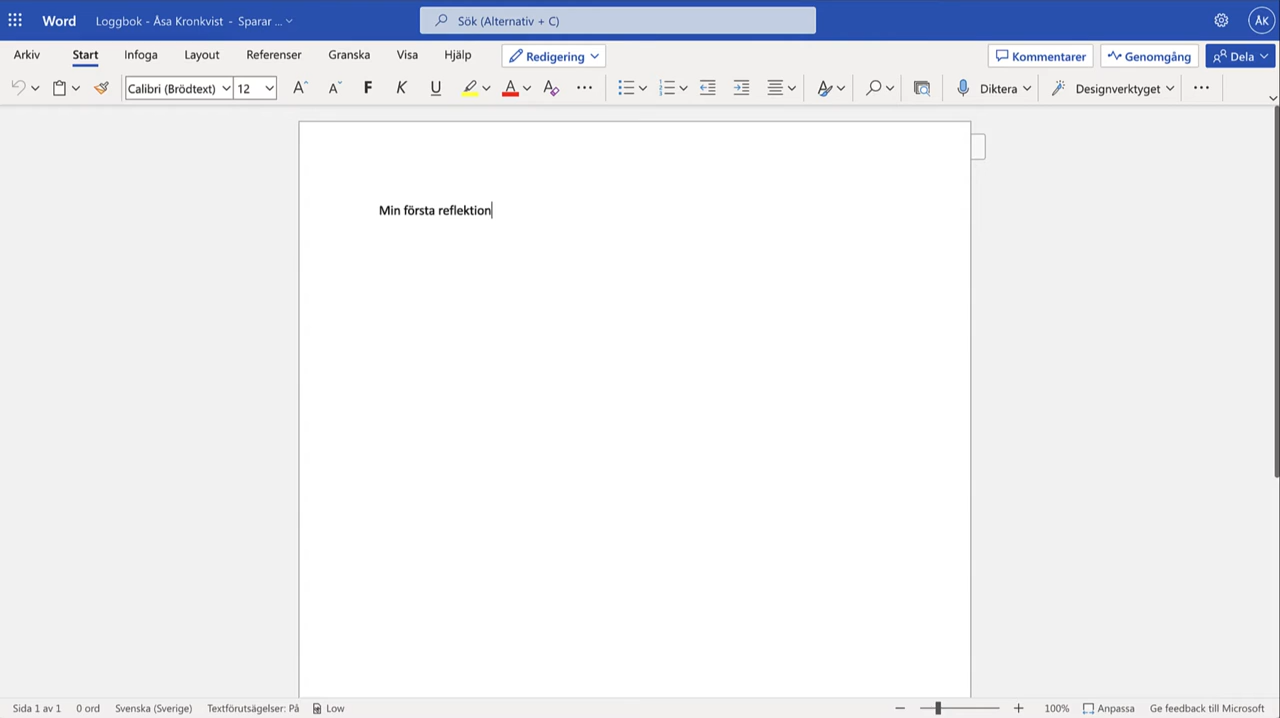 Word Loggbok - Åsa Kronkvist - Sparar ... Sök (Alternativ + C) ÅK
Arkiv Start Infoga Layout Referenser Granska Visa Hjälp Redigering Kommentarer Genomgång Dela
Calibri (Brödtext) 12 A A F K U A A Diktera Designverktyget
Min första reflektion
Sida 1 av 1 0 ord Svenska (Sverige) Textförutsägelser: På Low 100% Anpassa Ge feedback till Microsoft